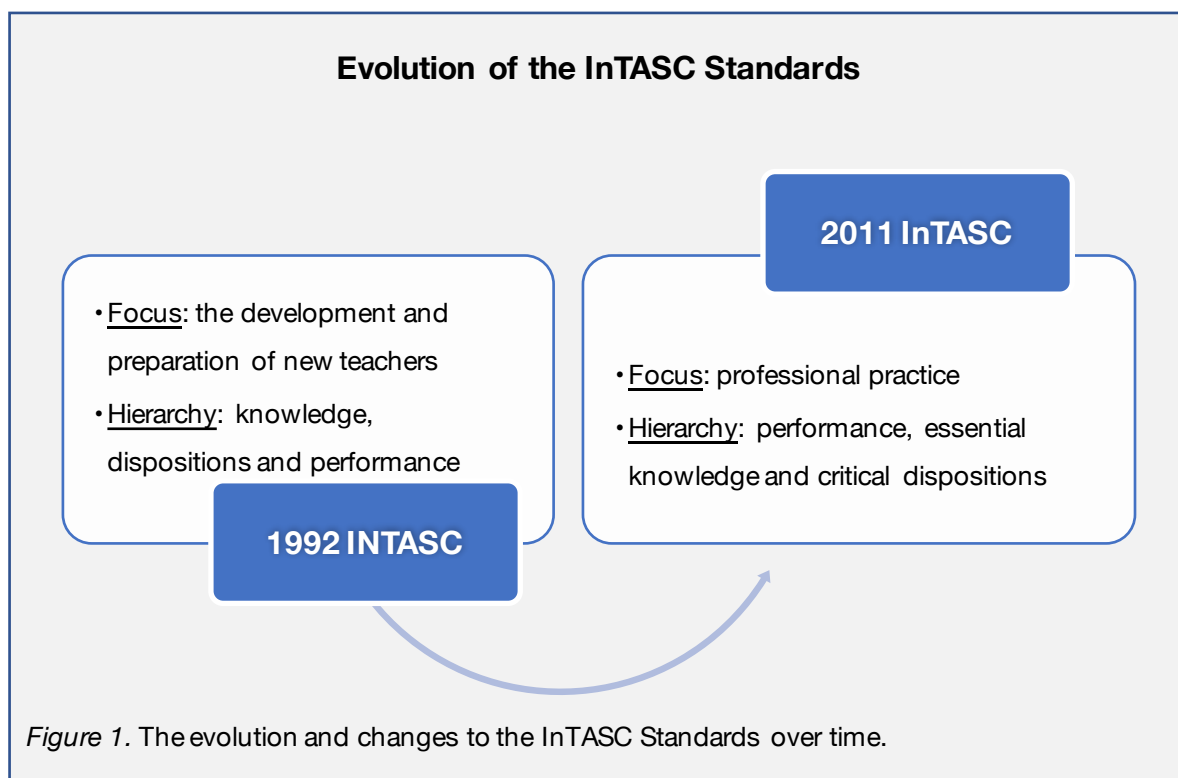 Evolution of the InTASC Standards
• Focus: the development and
preparation of new teachers
• Hierarchy: knowledge,
dispositions and performance
1992 INTASC
2011 InTASC
• Focus: professional practice
• Hierarchy: performance, essential
knowledge and critical dispositions
Figure 1. The evolution and changes to the InTASC Standards over time.